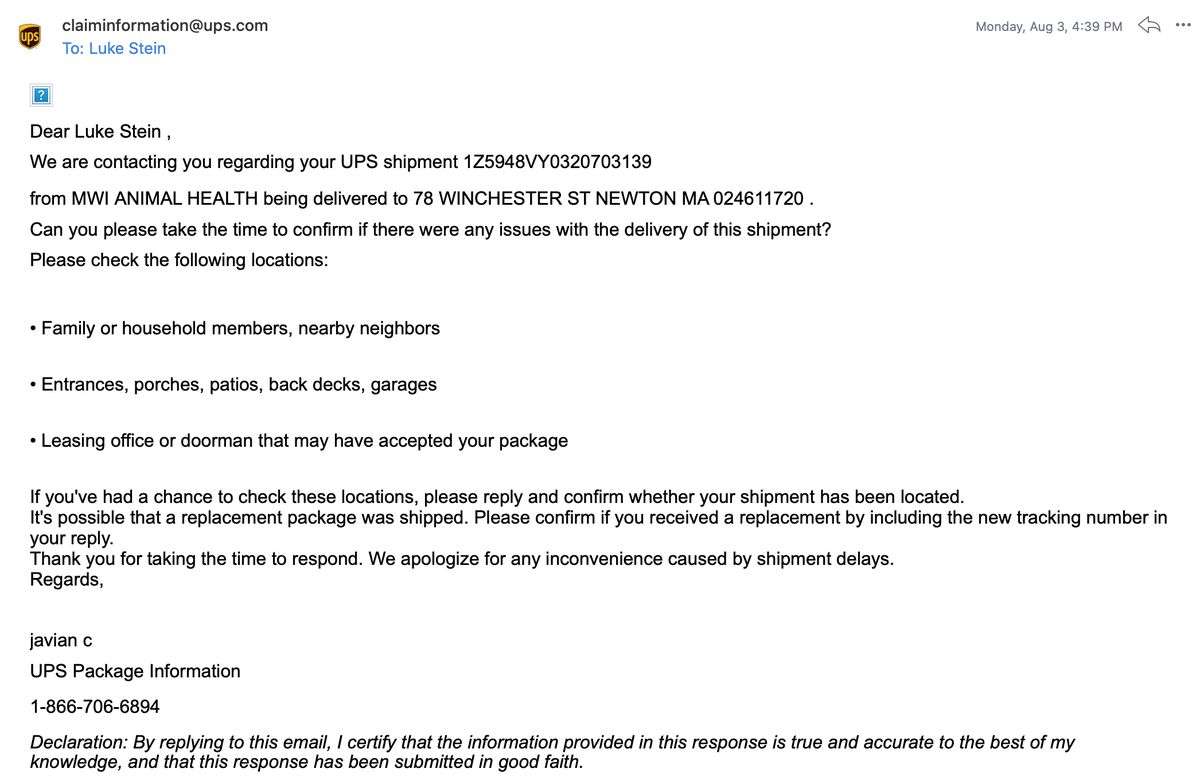 ups
claiminformation@ups.com
Monday, Aug 3, 4:39 PM
To: Luke Stein
?
Dear Luke Stein ,
We are contacting you regarding your UPS shipment 1Z5948VY0320703139
from MWI ANIMAL HEALTH being delivered to 78 WINCHESTER ST NEWTON MA 024611720 .
Can you please take the time to confirm if there were any issues with the delivery of this shipment?
Please check the following locations:
• Family or household members, nearby neighbors
• Entrances, porches, patios, back decks, garages
• Leasing office or doorman that may have accepted your package
If you've had a chance to check these locations, please reply and confirm whether your shipment has been located.
It's possible that a replacement package was shipped. Please confirm if you received a replacement by including the new tracking number in
your reply.
Thank you for taking the time to respond. We apologize for any inconvenience caused by shipment delays.
Regards,
javian c
UPS Package Information
1-866-706-6894
Declaration: By replying to this email, I certify that the information provided in this response is true and accurate to the best of my
knowledge, and that this response has been submitted in good faith.